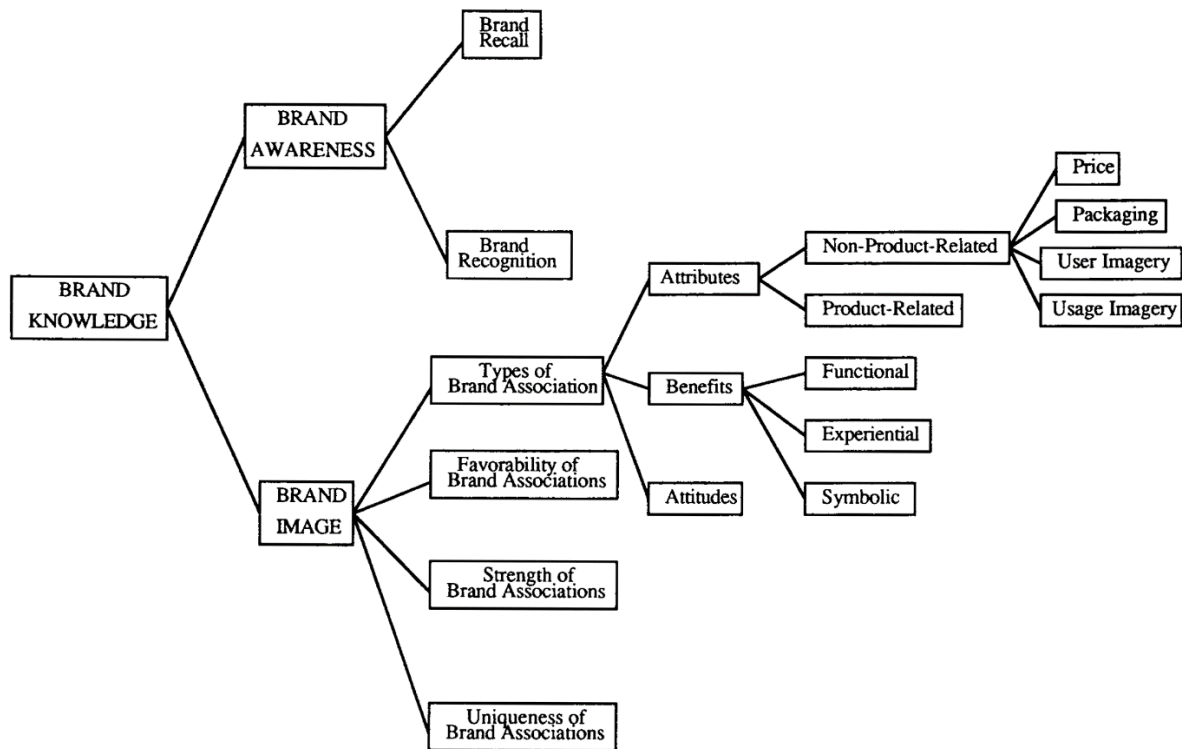 Brand
Recall
BRAND
AWARENESS
Brand
Recognition
BRAND
KNOWLEDGE
BRAND
IMAGE
Types of
Brand Association
Favorability of
Brand Associations
Strength of
Brand Associations
Uniqueness of
Brand Associations
Attributes
Benefits
Attitudes
Non-Product-Related
Product-Related
Functional
Experiential
Symbolic
Price
Packaging
User Imagery
Usage Imagery